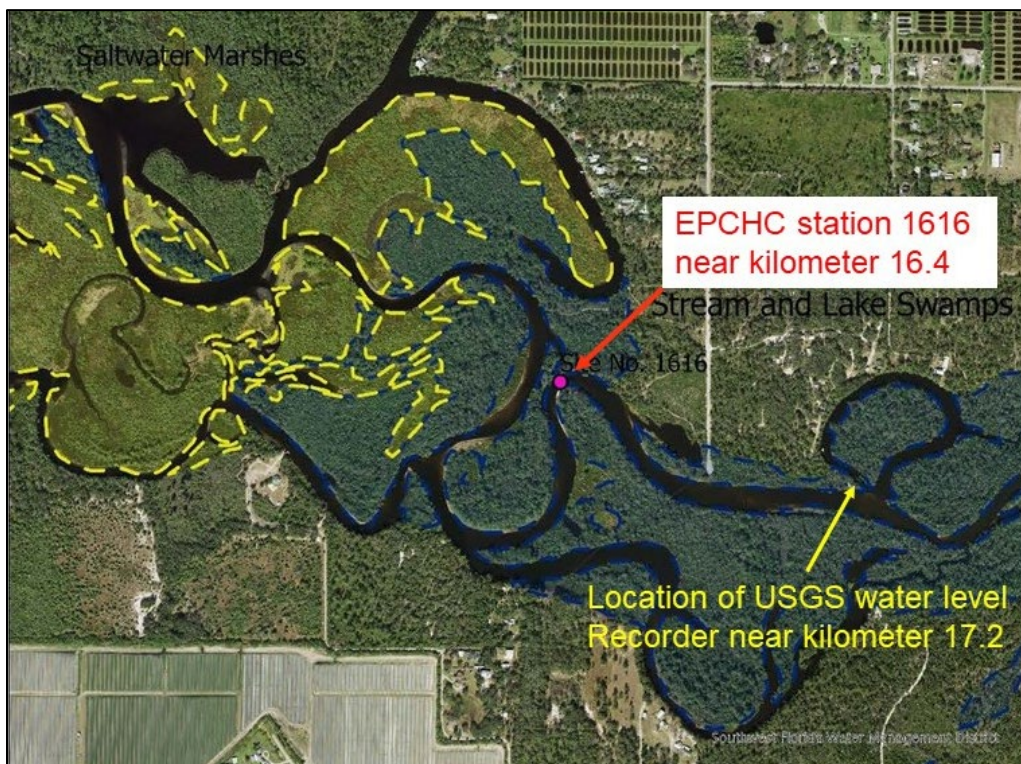 Saltwater Marshes
EPCHC station 1616
near kilometer 16.4
Stream and Lake Swamps
Site No. 1616
Location of USGS water level
Recorder near kilometer 17.2
Southwest Florida Water Management District